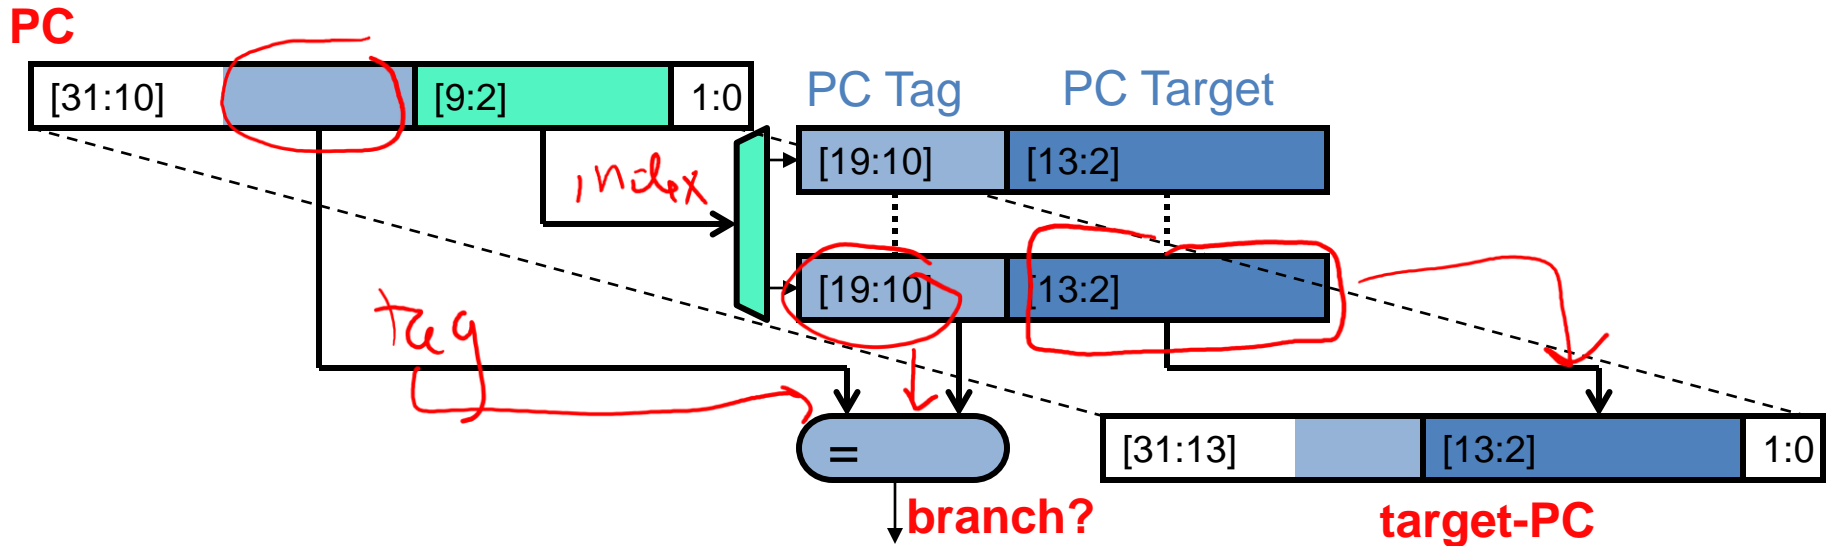 PC
[31:10] [9:2] 1:0
PC Tag PC Target
[19:10] [13:2]
index
[19:10] [13:2]
tag
=
[31:13] [13:2] 1:0
branch? target-PC